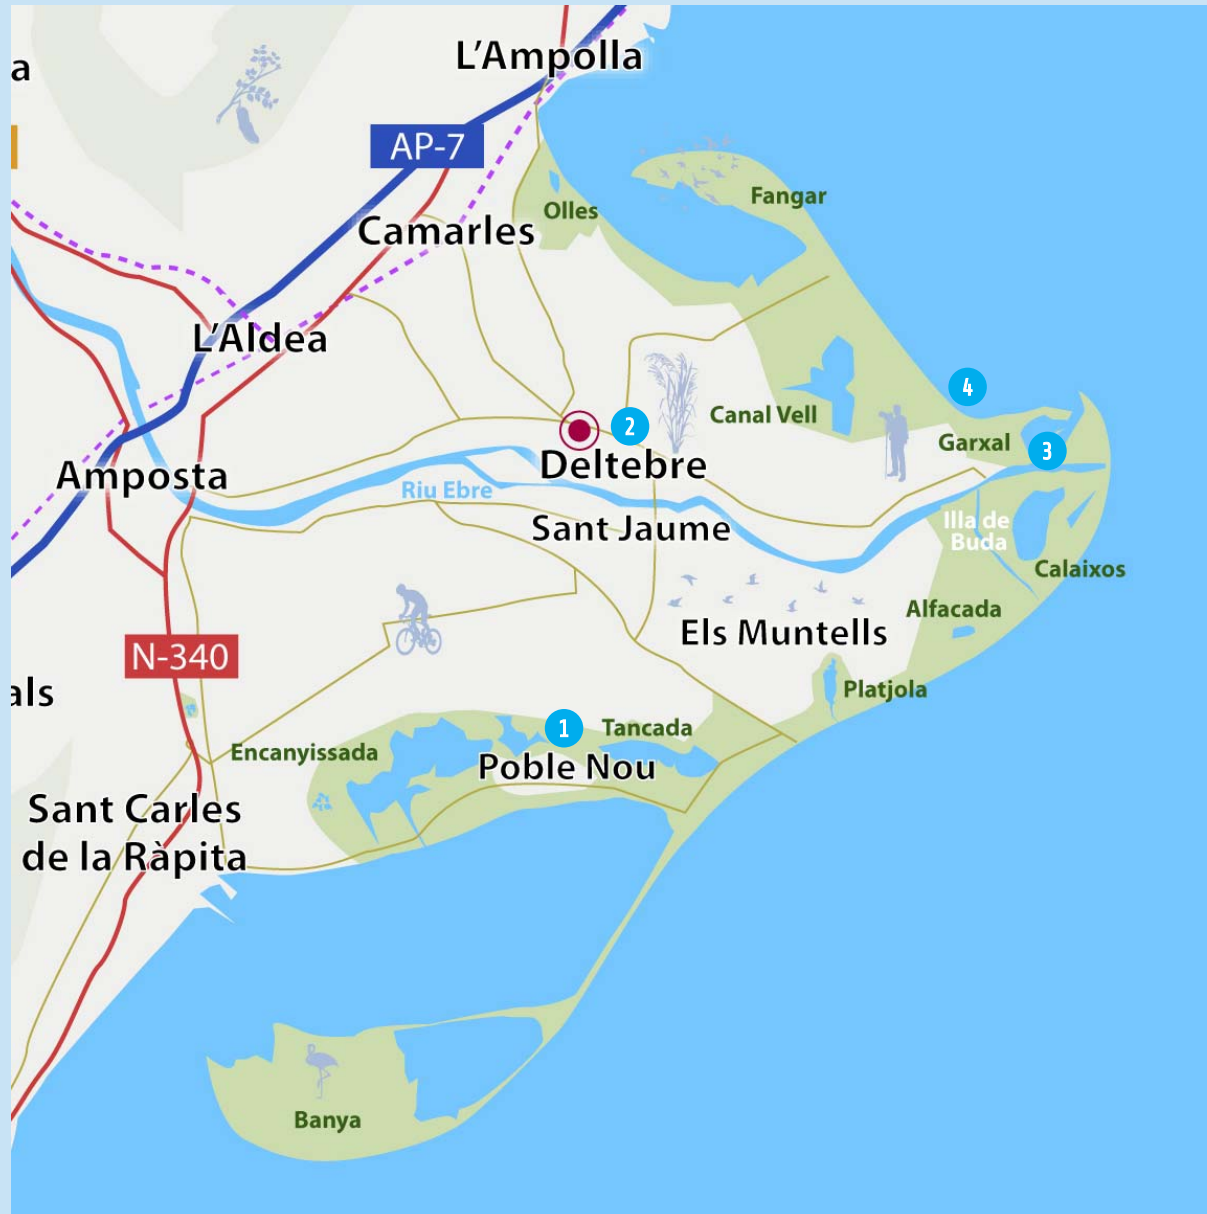 L'Ampolla
a
AP-7
Fangar
Olles
Camarles
L'Aldea
4
Canal Vell
2
Garxal
3
Deltebre
Amposta
Riu Ebre
Sant Jaume
Illa de
Buda
Calaixos
Alfacada
Els Muntells
N-340
als
Platjola
1
Tancada
Encanyissada
Poble Nou
Sant Carles
de la Ràpita
Banya